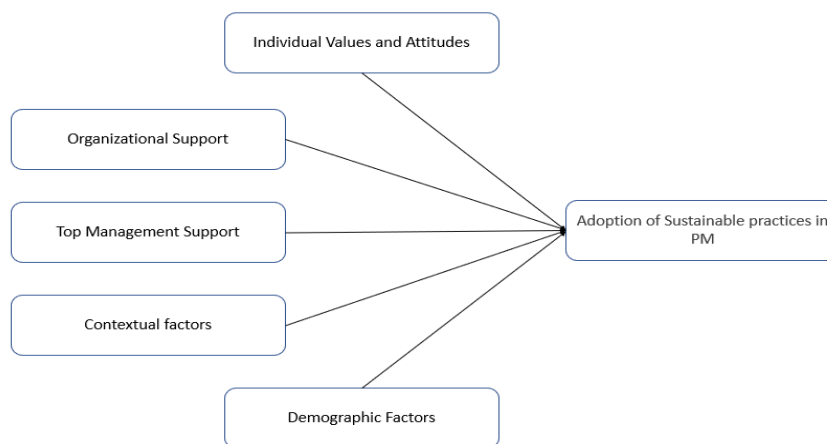 Individual Values and Attitudes
Organizational Support
Top Management Support
Adoption of Sustainable practices in
PM
Contextual factors
Demographic Factors